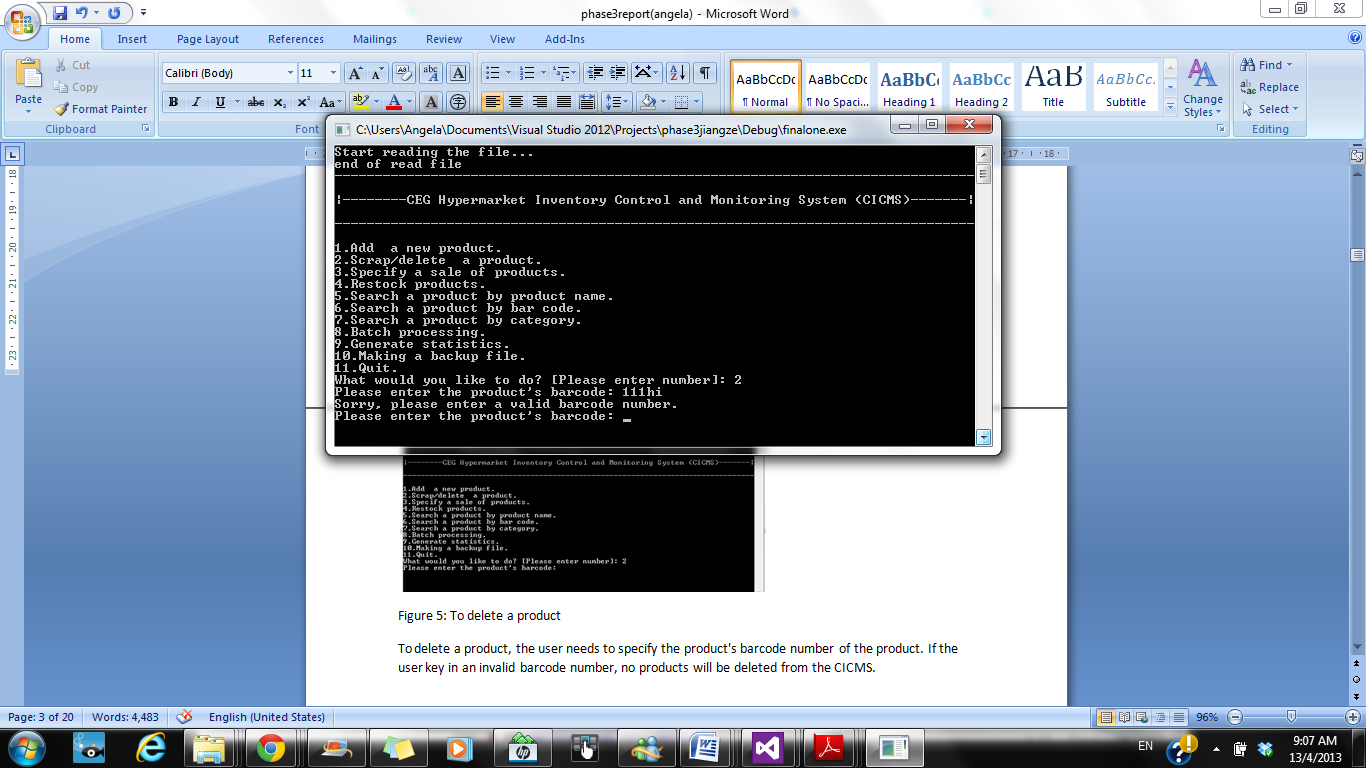 phase3report(angela) - Microsoft Word
Home Insert Page Layout References Mailings Review View Add-Ins
Cut
Copy
Format Painter
Paste
Clipboard
Calibri (Body) 11
Font
AaBbCcDc AaBbCcDc AaBbC AaBbCc AaB AaBbCc.
¶ Normal ¶ No Spaci... Heading 1 Heading 2 Title Subtitle
Change
Styles
Find
Replace
Select
Editing
C:\Users\Angela\Documents\Visual Studio 2012\Projects\phase3jiangze\Debug\finalone.exe
Start reading the file...
end of read file
|--------CEG Hypermarket Inventory Control and Monitoring System (CICMS)-------|
1.Add  a new product.
2.Scrap/delete  a product.
3.Specify a sale of products.
4.Restock products.
5.Search a product by product name.
6.Search a product by bar code.
7.Search a product by category.
8.Batch processing.
9.Generate statistics.
10.Making a backup file.
11.Quit.
What would you like to do? [Please enter number]: 2
Please enter the product's barcode: 111hi
Sorry, please enter a valid barcode number.
Please enter the product's barcode: _
|--------CEG Hypermarket Inventory Control and Monitoring System (CICMS)-------|
1.Add  a new product.
2.Scrap/delete  a product.
3.Specify a sale of products.
4.Restock products.
5.Search a product by product name.
6.Search a product by bar code.
7.Search a product by category.
8.Batch processing.
9.Generate statistics.
10.Making a backup file.
11.Quit.
What would you like to do? [Please enter number]: 2
Please enter the product's barcode:
Figure 5: To delete a product
To delete a product, the user needs to specify the product's barcode number of the product. If the
user key in an invalid barcode number, no products will be deleted from the CICMS.
Page: 3 of 20 Words: 4,483 English (United States) 96%
EN
9:07 AM
13/4/2013